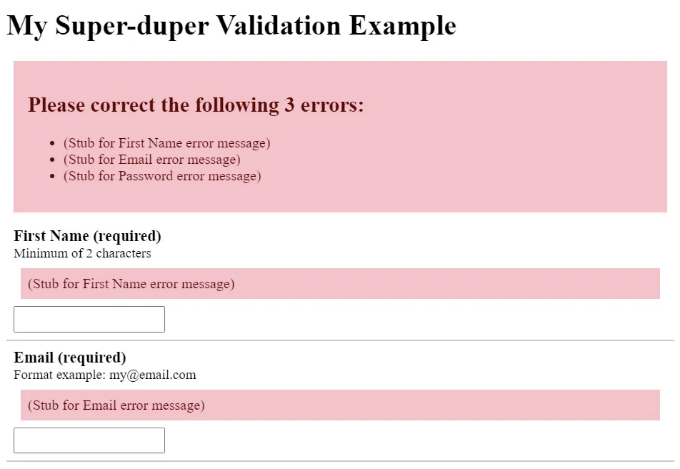 My Super-duper Validation Example
Please correct the following 3 errors:
• (Stub for First Name error message)
• (Stub for Email error message)
• (Stub for Password error message)
First Name (required)
Minimum of 2 characters
(Stub for First Name error message)
Email (required)
Format example: my@email.com
(Stub for Email error message)